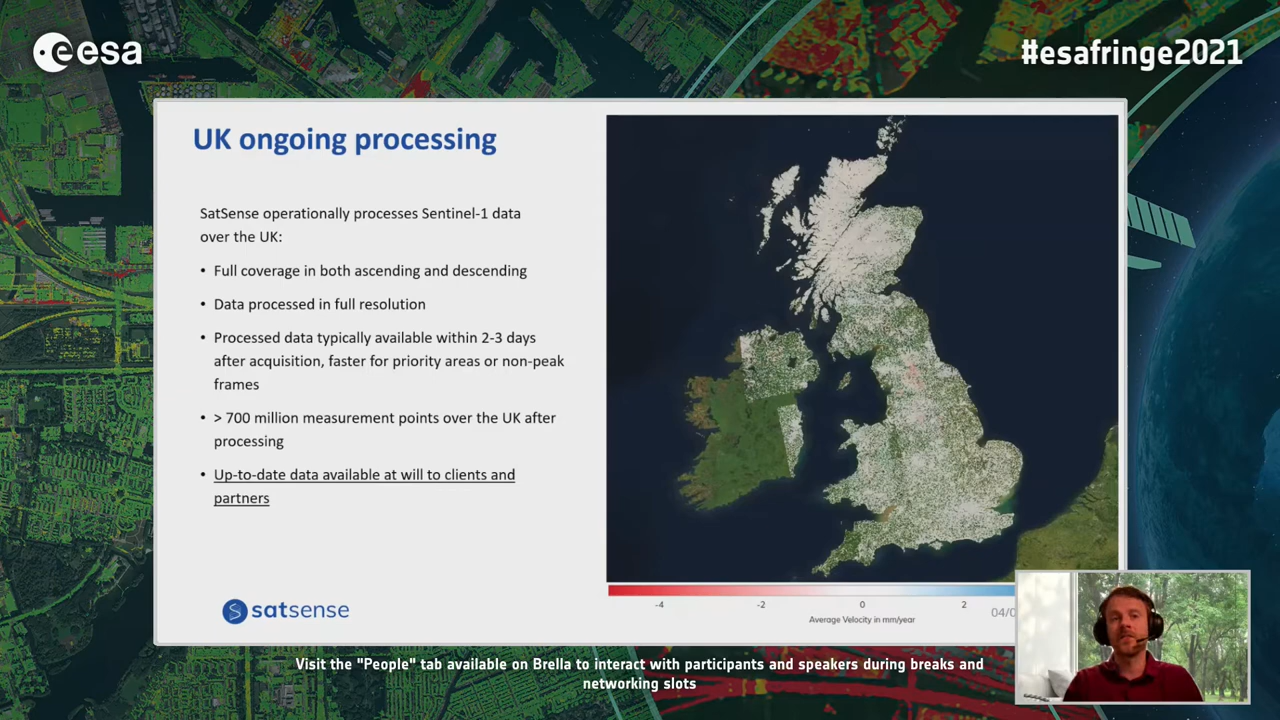 esa
#esafringe2021
UK ongoing processing
SatSense operationally processes Sentinel-1 data
over the UK:
• Full coverage in both ascending and descending
• Data processed in full resolution
• Processed data typically available within 2-3 days
after acquisition, faster for priority areas or non-peak
frames
• > 700 million measurement points over the UK after
processing
• Up-to-date data available at will to clients and
partners
satsense
-4 -2 0 2
Average Velocity in mm/year
04/0
Visit the "People" tab available on Brella to interact with participants and speakers during breaks and
networking slots